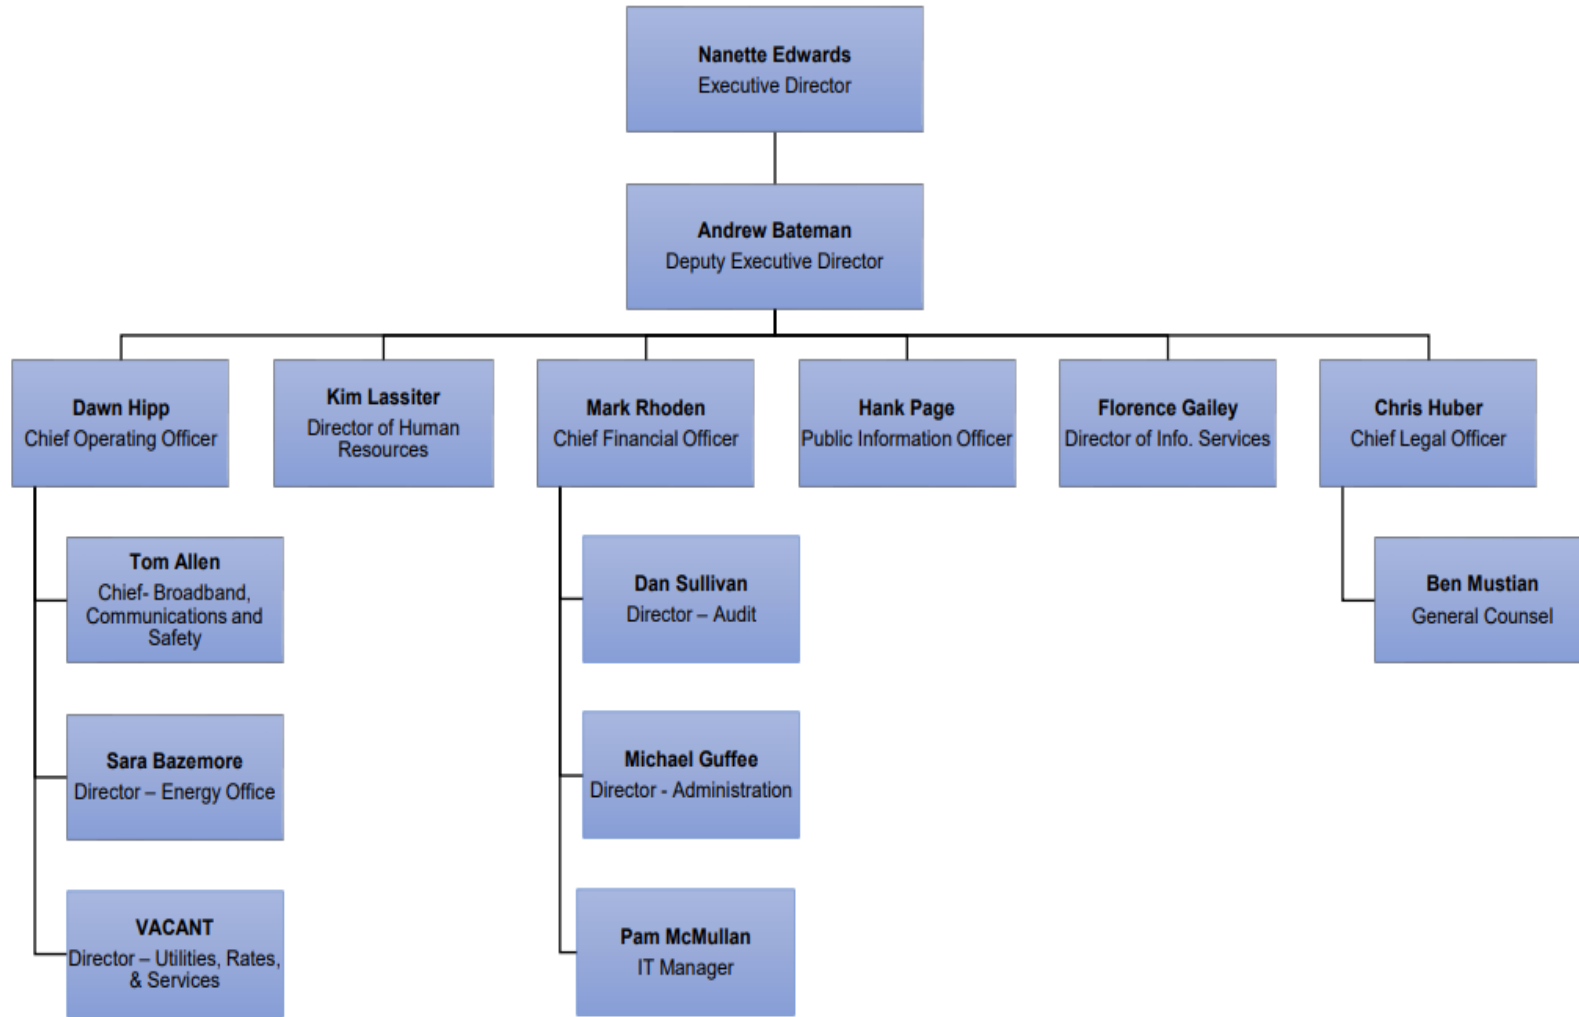 Nanette Edwards
Executive Director
Andrew Bateman
Deputy Executive Director
Dawn Hipp
Chief Operating Officer
Kim Lassiter
Director of Human
Resources
Mark Rhoden
Chief Financial Officer
Hank Page
Public Information Officer
Florence Gailey
Director of Info. Services
Chris Huber
Chief Legal Officer
Tom Allen
Chief- Broadband,
Communications and
Safety
Dan Sullivan
Director – Audit
Ben Mustian
General Counsel
Sara Bazemore
Director – Energy Office
Michael Guffee
Director - Administration
VACANT
Director – Utilities, Rates,
& Services
Pam McMullan
IT Manager